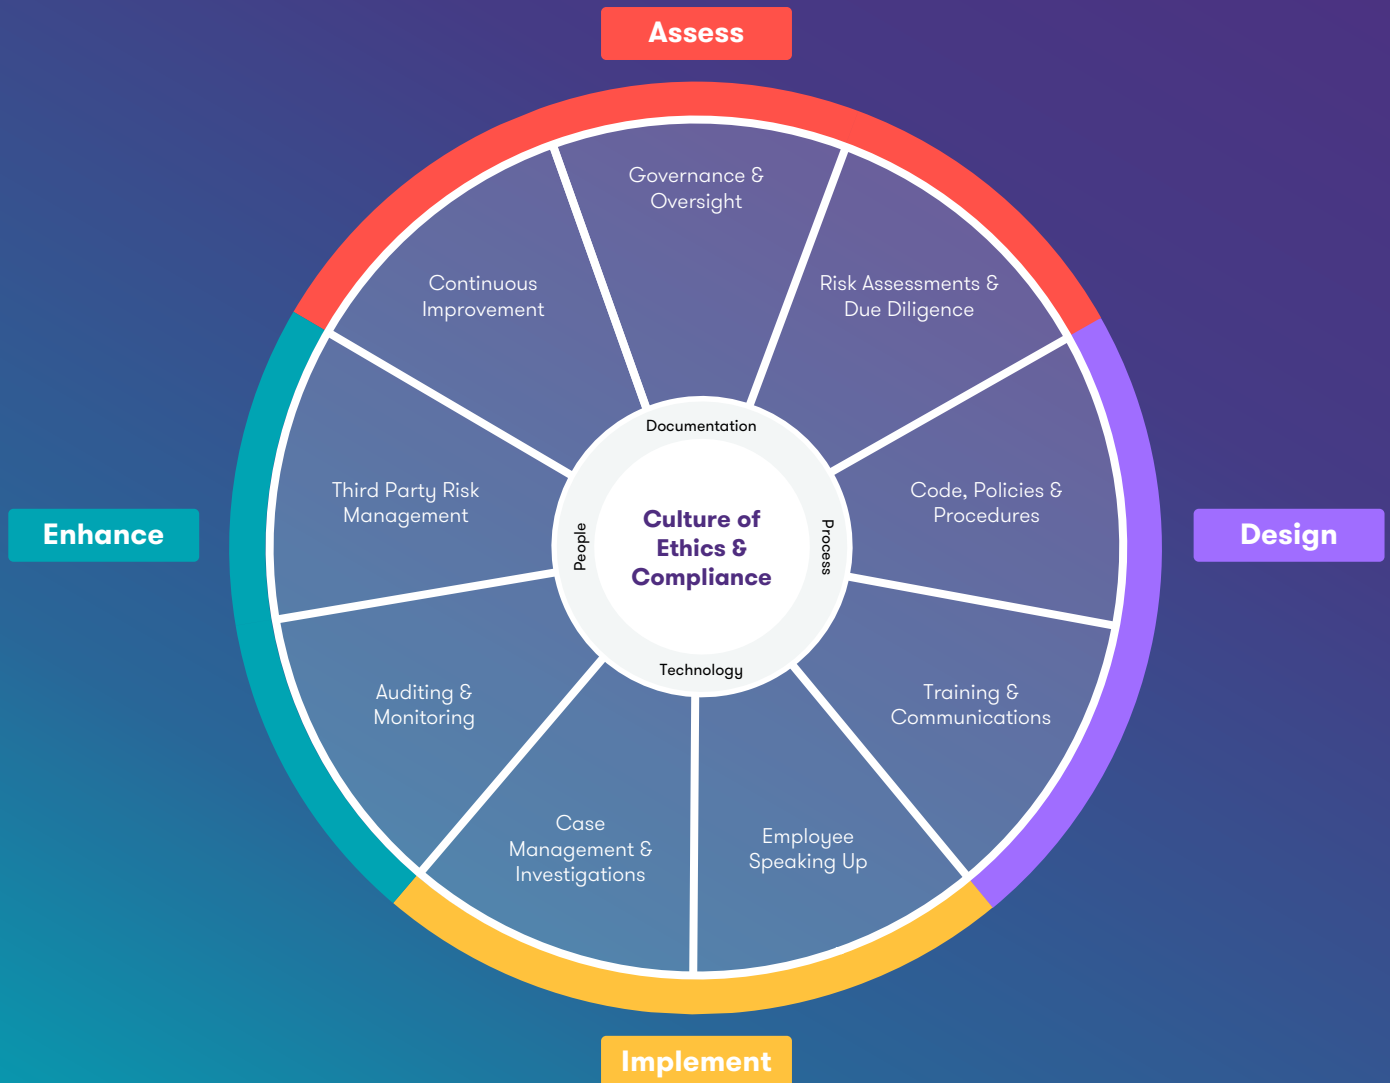 Assess
Governance &
Oversight
Continuous
Improvement
Risk Assessments &
Due Diligence
Documentation
Third Party Risk
Management
Code, Policies &
Procedures
Enhance
People
Culture of
Ethics &
Compliance
Process
Design
Technology
Auditing &
Monitoring
Training &
Communications
Case
Management &
Investigations
Employee
Speaking Up
Implement